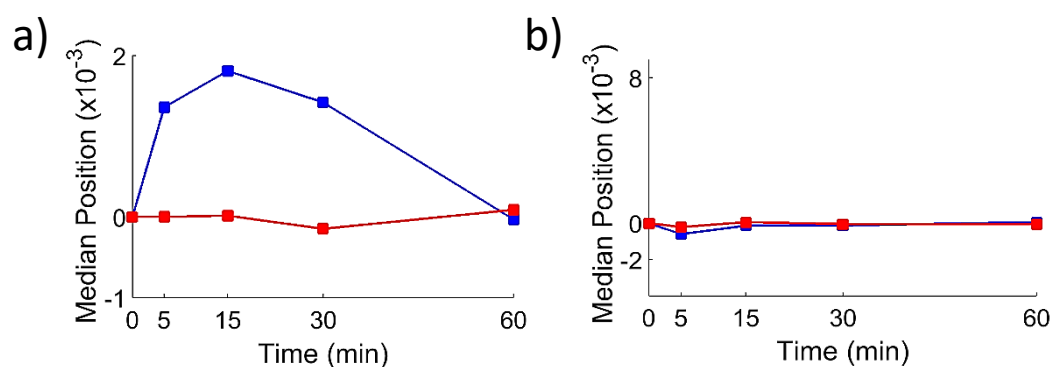 a)
Median Position (x10^-3)
2
0
-1
0 5 15 30 60
Time (min)
b)
Median Position (x10^-3)
8
0
-2
0 5 15 30 60
Time (min)